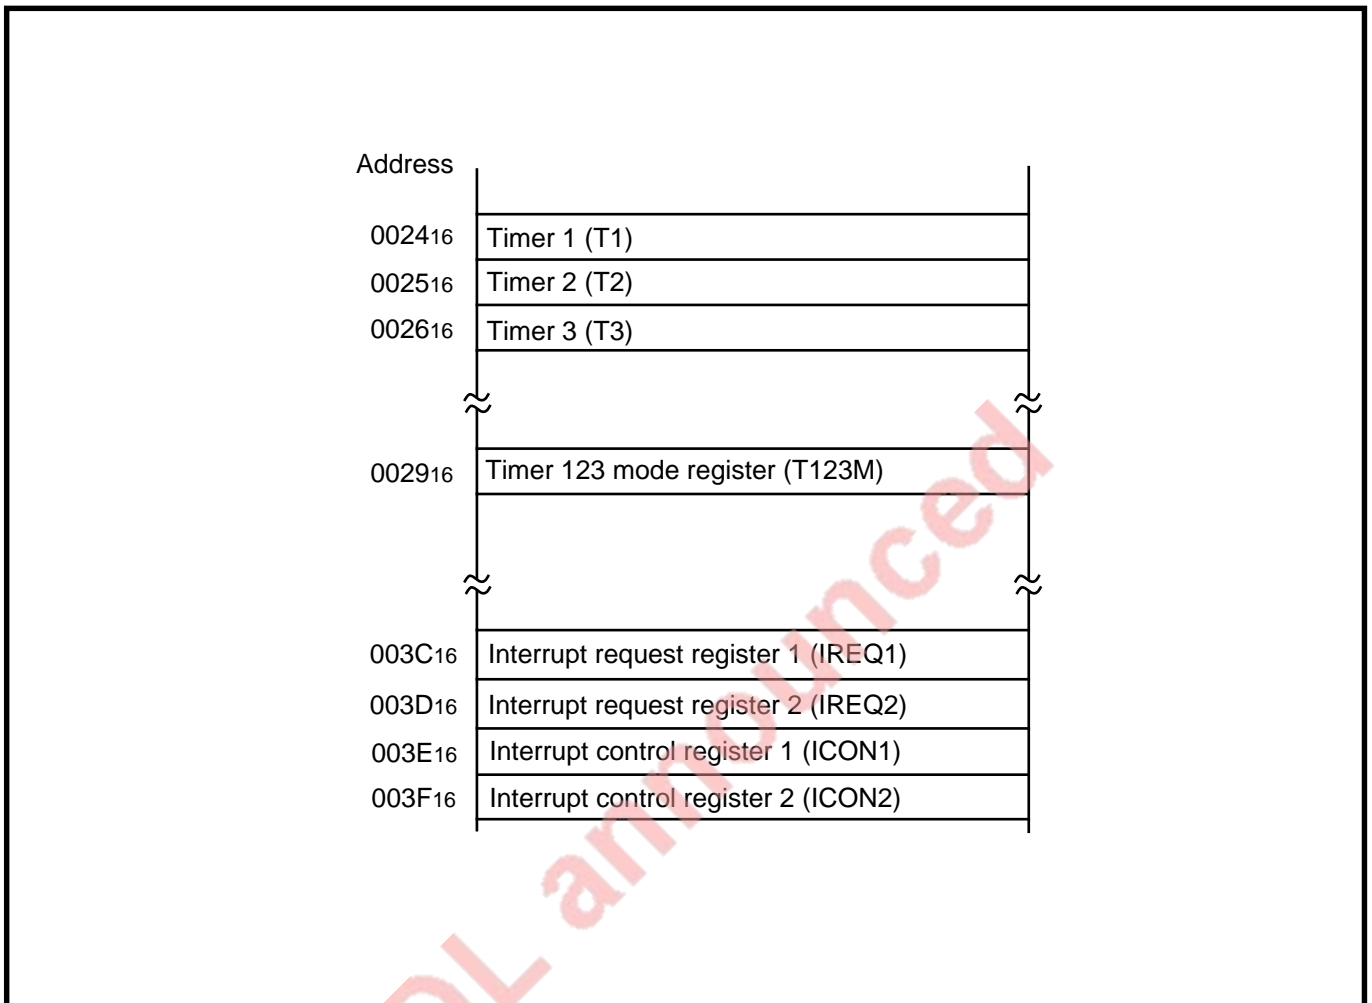 Address
002416 Timer 1 (T1)
002516 Timer 2 (T2)
002616 Timer 3 (T3)
002916 Timer 123 mode register (T123M)
003C16 Interrupt request register 1 (IREQ1)
003D16 Interrupt request register 2 (IREQ2)
003E16 Interrupt control register 1 (ICON1)
003F16 Interrupt control register 2 (ICON2)
announced